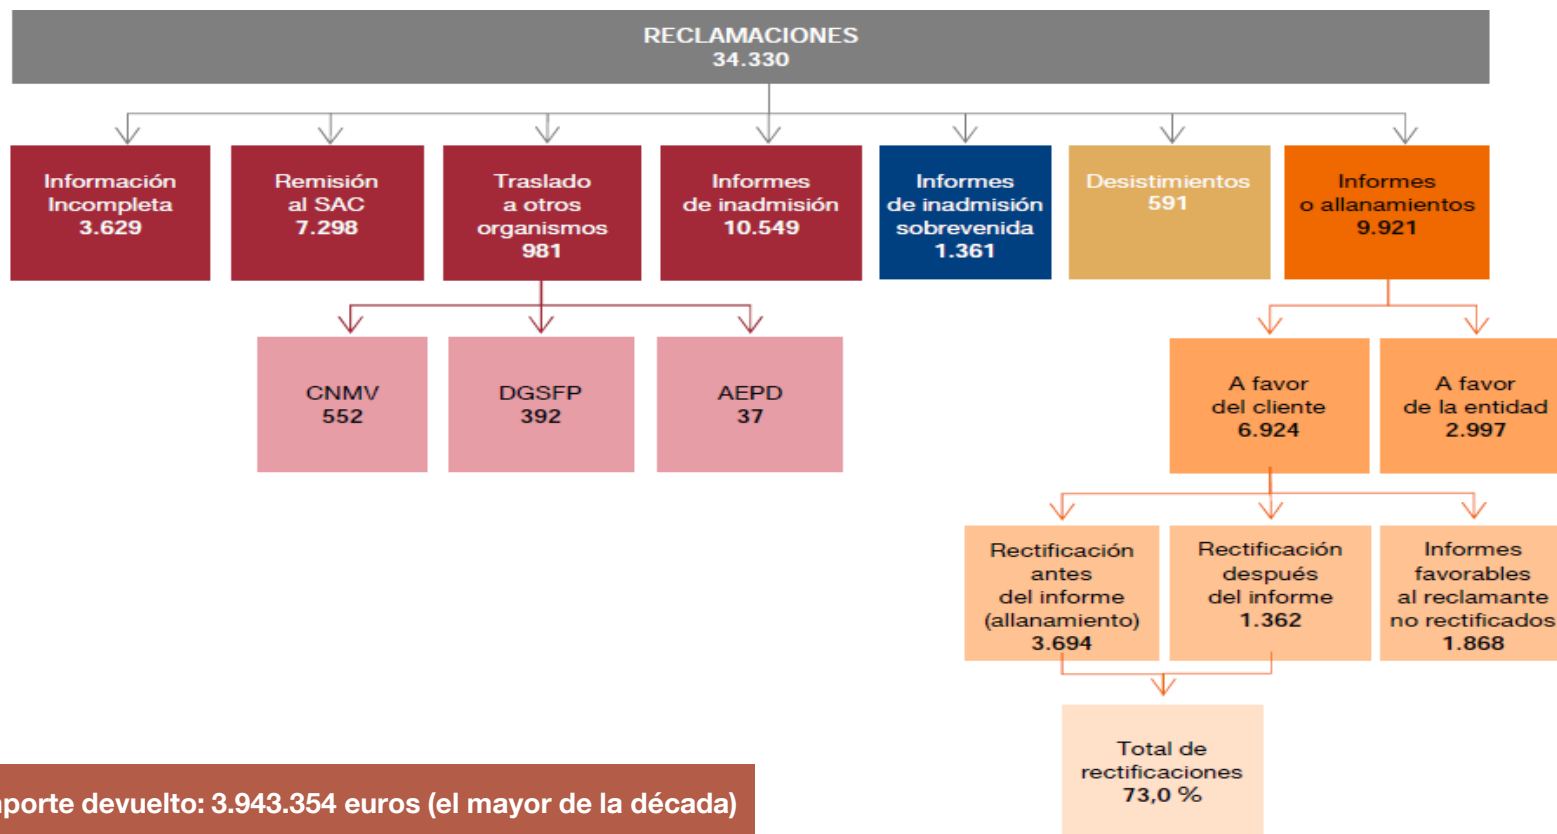 RECLAMACIONES
34.330
Información
Incompleta
3.629
Remisión
al SAC
7.298
Traslado
a otros
organismos
981
Informes
de inadmisión
10.549
Informes
de inadmisión
sobrevenida
1.361
Desistimientos
591
Informes
o allanamientos
9.921
CNMV
552
DGSFP
392
AEPD
37
A favor
del cliente
6.924
A favor
de la entidad
2.997
Rectificación
antes
del informe
(allanamiento)
3.694
Rectificación
después
del informe
1.362
Informes
favorables
al reclamante
no rectificados
1.868
Total de
rectificaciones
73,0 %
porte devuelto: 3.943.354 euros (el mayor de la década)